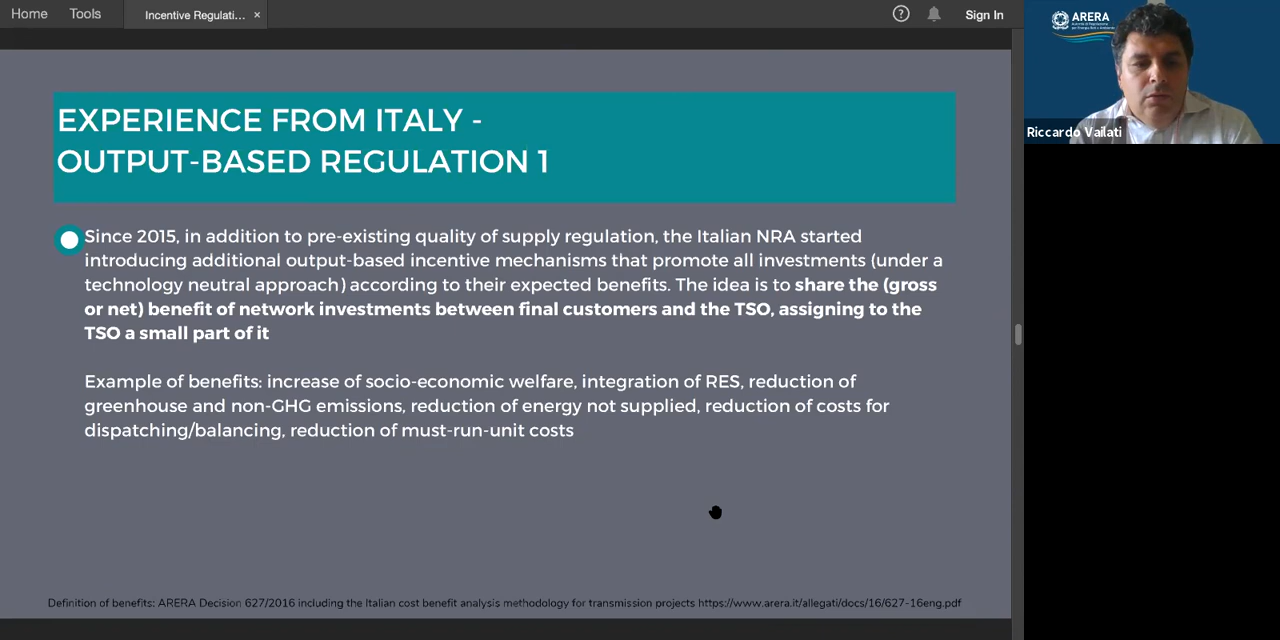 Home
Tools
Incentive Regulati... ×
?
Sign In
ARERA
Riccardo Vailati
EXPERIENCE FROM ITALY -
OUTPUT-BASED REGULATION 1
Since 2015, in addition to pre-existing quality of supply regulation, the Italian NRA started
introducing additional output-based incentive mechanisms that promote all investments (under a
technology neutral approach) according to their expected benefits. The idea is to share the (gross
or net) benefit of network investments between final customers and the TSO, assigning to the
TSO a small part of it
Example of benefits: increase of socio-economic welfare, integration of RES, reduction of
greenhouse and non-GHG emissions, reduction of energy not supplied, reduction of costs for
dispatching/balancing, reduction of must-run-unit costs
Definition of benefits: ARERA Decision 627/2016 including the Italian cost benefit analysis methodology for transmission projects https://www.arera.it/allegati/docs/16/627-16eng.pdf